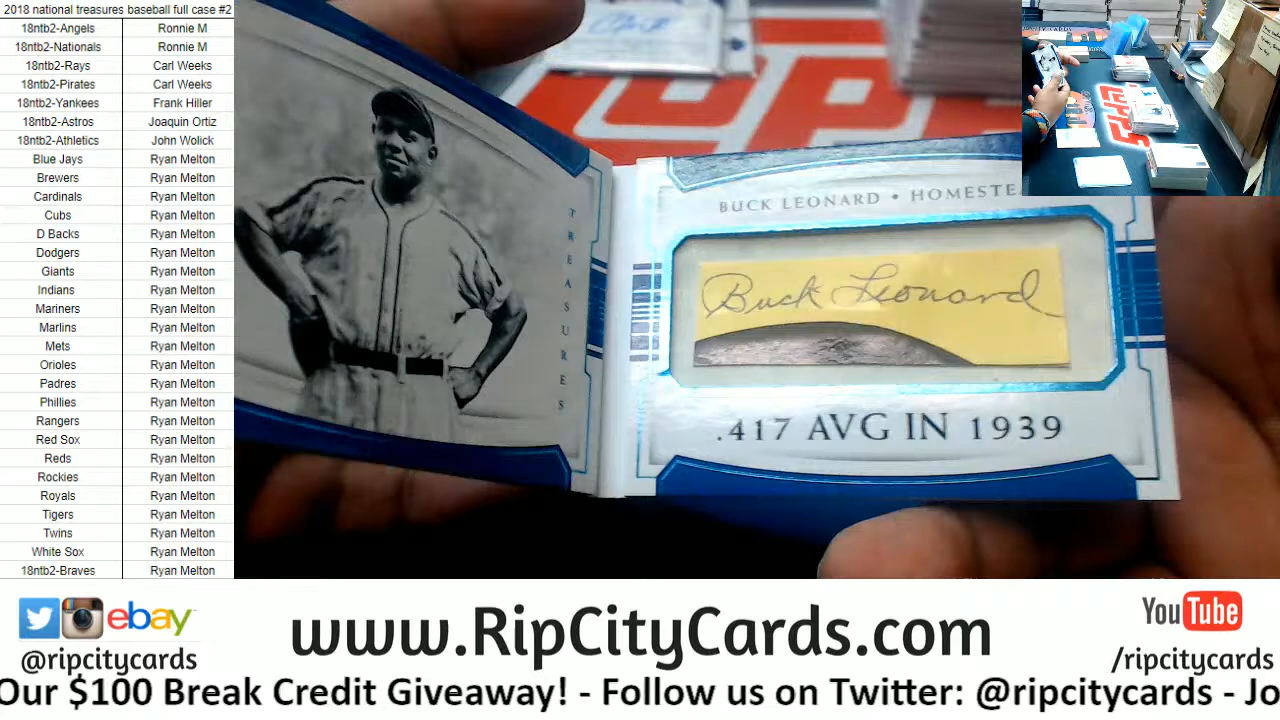 2018 national treasures baseball full case #2
18ntb2-Angels Ronnie M
18ntb2-Nationals Ronnie M
18ntb2-Rays Carl Weeks
18ntb2-Pirates Carl Weeks
18ntb2-Yankees Frank Hiller
18ntb2-Astros Joaquin Ortiz
18ntb2-Athletics John Wolick
Blue Jays Ryan Melton
Brewers Ryan Melton
Cardinals Ryan Melton
Cubs Ryan Melton
D Backs Ryan Melton
Dodgers Ryan Melton
Giants Ryan Melton
Indians Ryan Melton
Mariners Ryan Melton
Marlins Ryan Melton
Mets Ryan Melton
Orioles Ryan Melton
Padres Ryan Melton
Phillies Ryan Melton
Rangers Ryan Melton
Red Sox Ryan Melton
Reds Ryan Melton
Rockies Ryan Melton
Royals Ryan Melton
Tigers Ryan Melton
Twins Ryan Melton
White Sox Ryan Melton
18ntb2-Braves Ryan Melton
TREASURES
BUCK LEONARD • HOMESTEA
Buck Leonard
.417 AVG IN 1939
ebay
@ripcitycards
www.RipCityCards.com
YouTube
/ripcitycards
Our $100 Break Credit Giveaway! - Follow us on Twitter: @ripcitycards - Jo